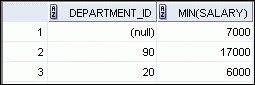 DEPARTMENT_ID MIN(SALARY)
1 (null) 7000
2 90 17000
3 20 6000